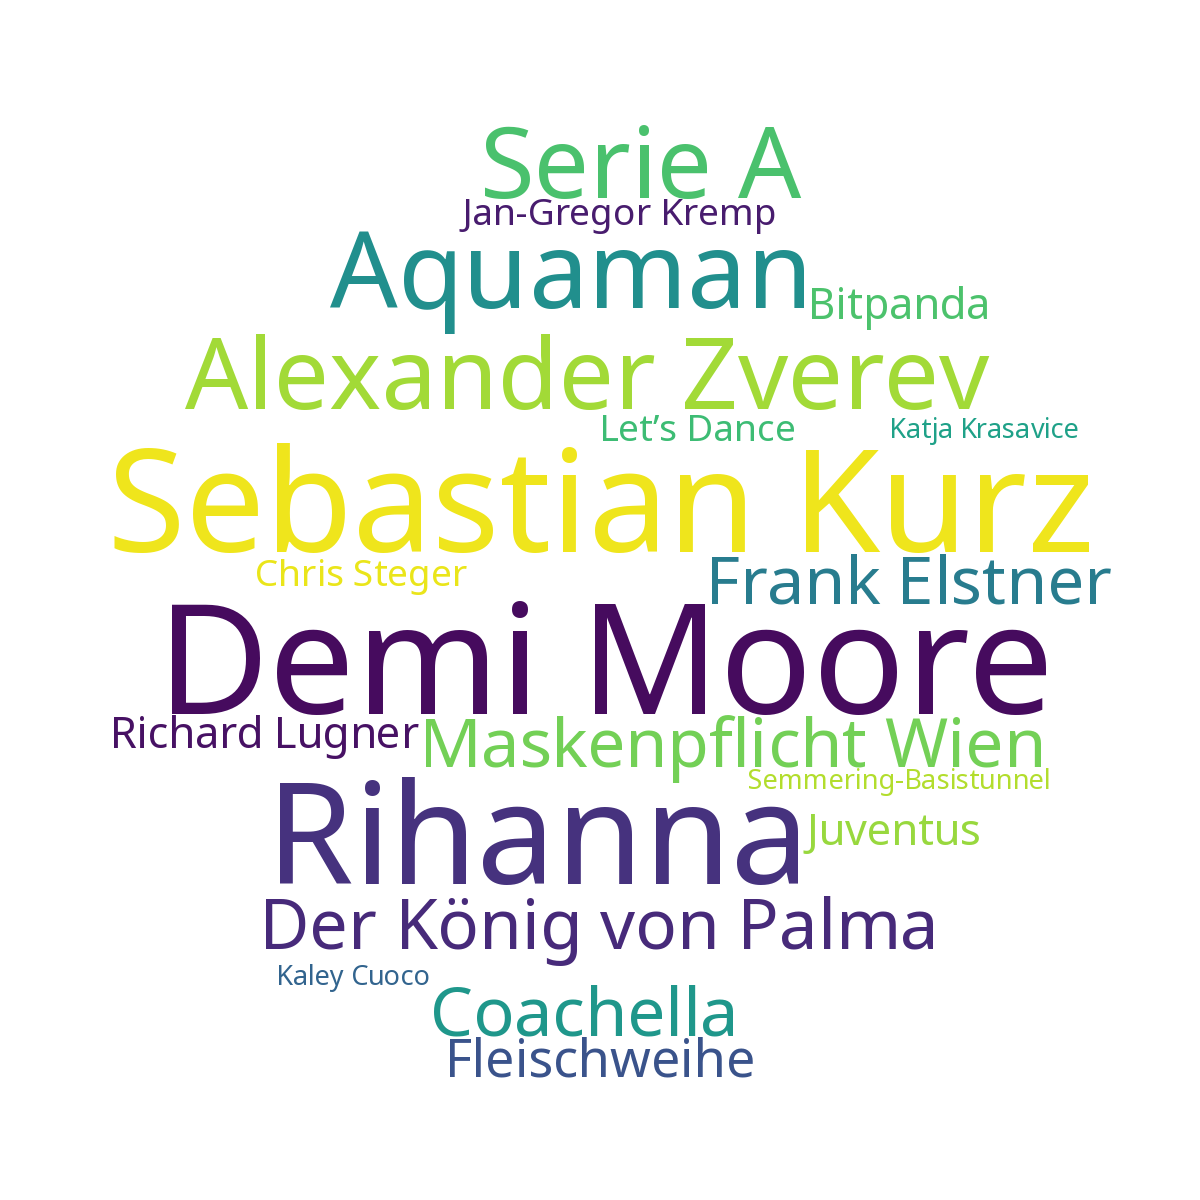 Serie A
Jan-Gregor Kremp
Aquaman
Bitpanda
Alexander Zverev
Let’s Dance
Katja Krasavice
Sebastian Kurz
Chris Steger
Frank Elstner
Demi Moore
Richard Lugner
Maskenpflicht Wien
Semmering-Basistunnel
Rihanna
Juventus
Der König von Palma
Kaley Cuoco
Coachella
Fleischweihe